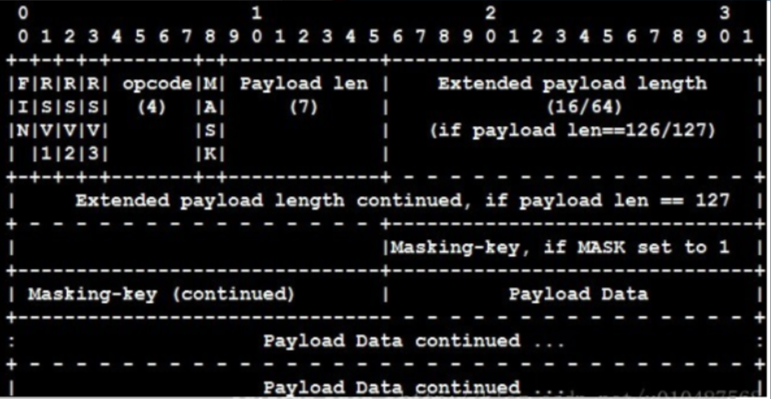 0 1 2 3
0 1 2 3 4 5 6 7 8 9 0 1 2 3 4 5 6 7 8 9 0 1 2 3 4 5 6 7 8 9 0 1
+-+-+-+-+-------+-+-------------+-------------------------------+
|F|R|R|R| opcode|M| Payload len | Extended payload length |
|I|S|S|S| (4) |A| (7) | (16/64) |
|N|V|V|V| |S| | (if payload len==126/127) |
| |1|2|3| |K| | |
+-+-+-+-+-------+-+-------------+ - - - - - - - - - - - - - - - +
| Extended payload length continued, if payload len == 127 |
+ - - - - - - - - - - - - - - - +-------------------------------+
| |Masking-key, if MASK set to 1 |
+-------------------------------+-------------------------------+
| Masking-key (continued) | Payload Data |
+-------------------------------- - - - - - - - - - - - - - - - +
: Payload Data continued ... :
+ - - - - - - - - - - - - - - - - - - - - - - - - - - - - - - - +
| Payload Data continued ... |